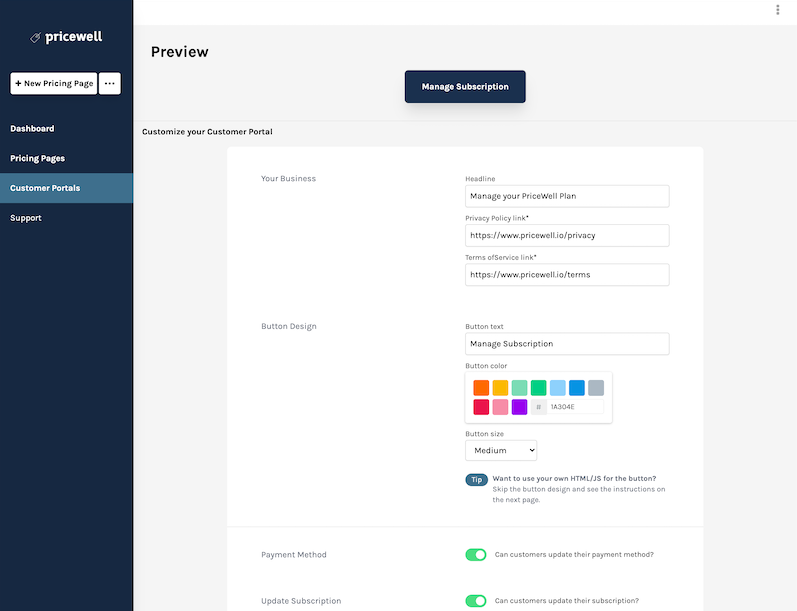 pricewell
+ New Pricing Page ...
Dashboard
Pricing Pages
Customer Portals
Support
Preview
Manage Subscription
Customize your Customer Portal
Your Business
Headline
Manage your PriceWell Plan
Privacy Policy link*
https://www.pricewell.io/privacy
Terms ofService link*
https://www.pricewell.io/terms
Button Design
Button text
Manage Subscription
Button color
# 1A304E
Button size
Medium
Tip Want to use your own HTML/JS for the button?
Skip the button design and see the instructions on
the next page.
Payment Method
Can customers update their payment method?
Update Subscription
Can customers update their subscription?